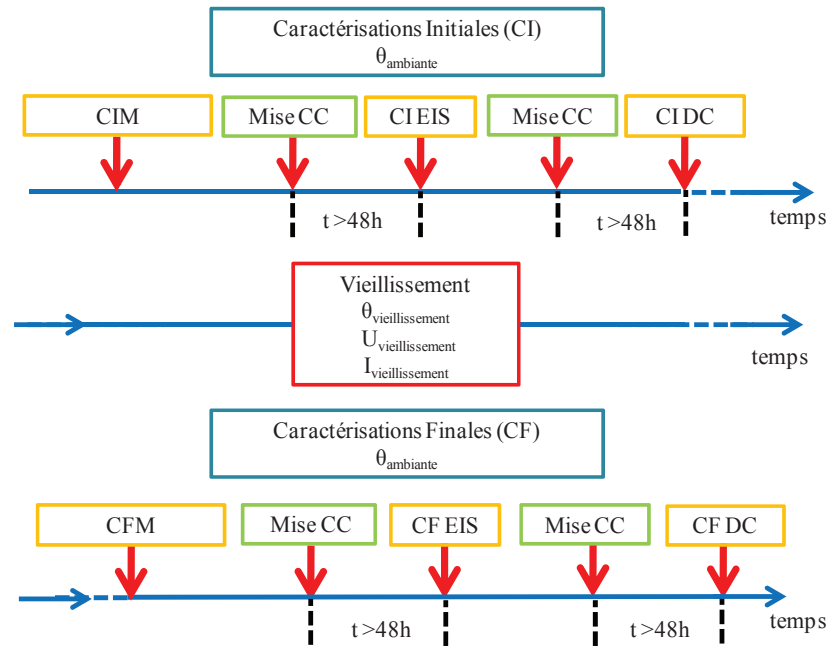 Caractérisations Initiales (CI)
θambiante
CIM
Mise CC
CI EIS
Mise CC
CI DC
t >48h
t >48h
temps
Vieillissement
θvieillissement
Uvieillissement
Ivieillissement
temps
Caractérisations Finales (CF)
θambiante
CFM
Mise CC
CF EIS
Mise CC
CF DC
t >48h
t >48h
temps